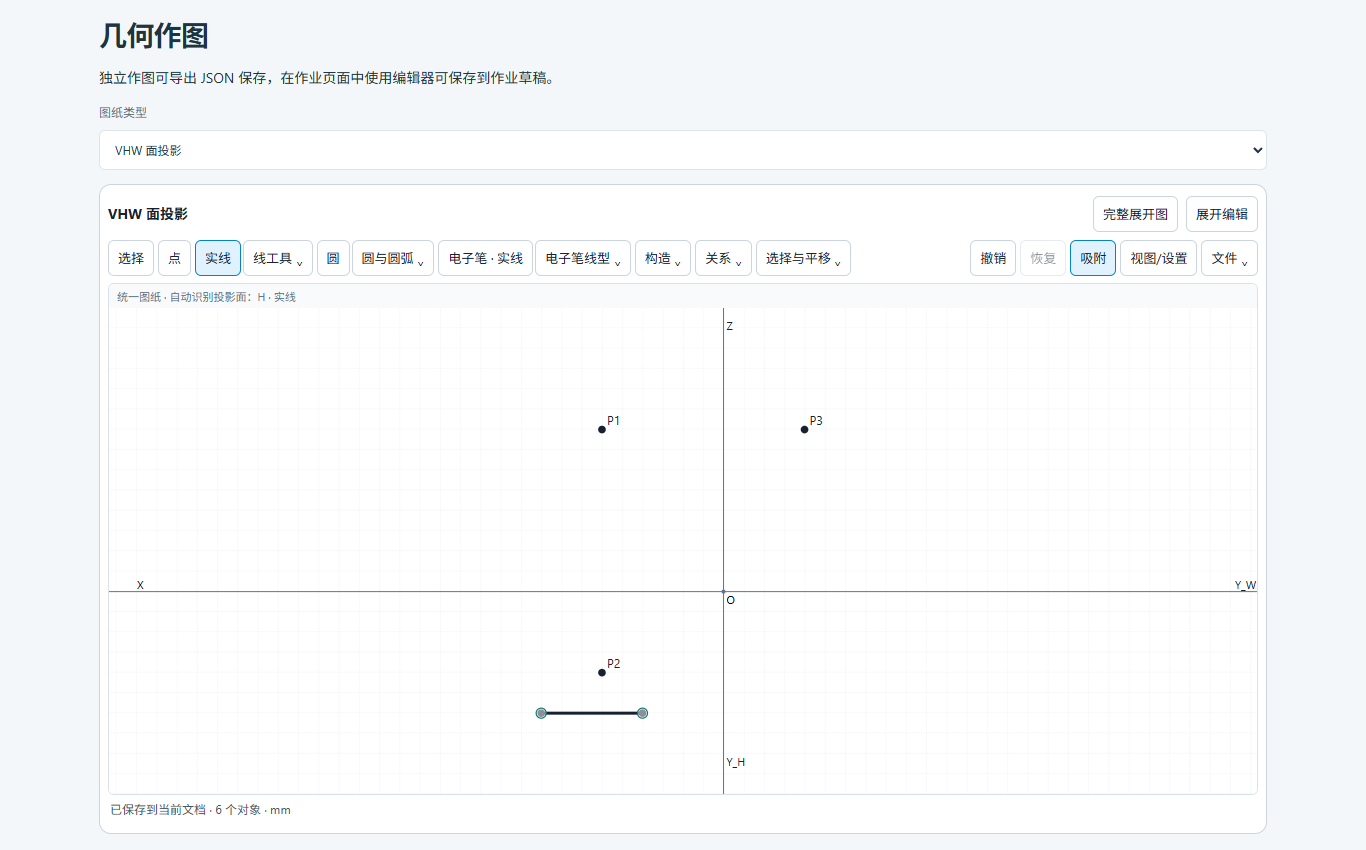 几何作图
独立作图可导出 JSON 保存，在作业页面中使用编辑器可保存到作业草稿。
图纸类型
VHW 面投影
VHW 面投影
完整展开图
展开编辑
选择
点
实线
线工具
圆
圆与圆弧
电子笔 · 实线
电子笔线型
构造
关系
选择与平移
撤销
恢复
吸附
视图/设置
文件
统一图纸 · 自动识别投影面：H · 实线
Z
P1
P3
X
Y_W
O
P2
Y_H
已保存到当前文档 · 6 个对象 · mm